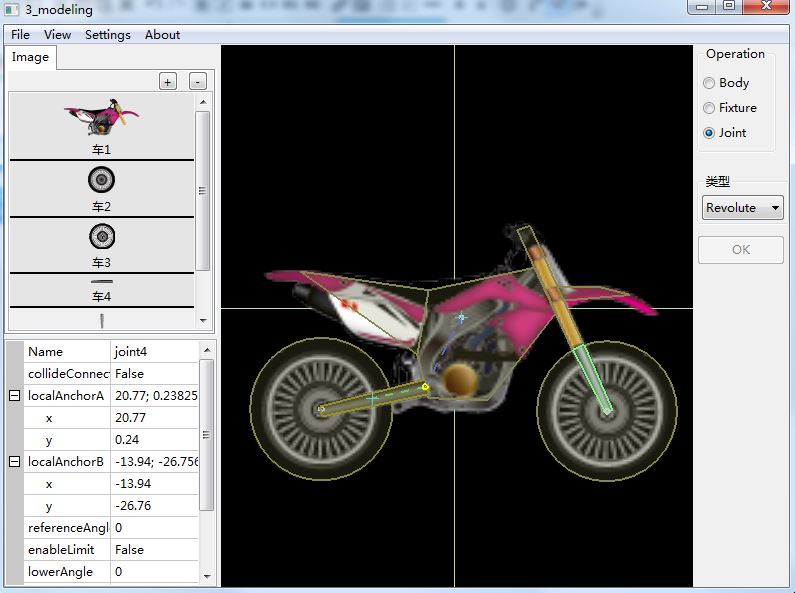 3_modeling
File View Settings About
Image
+ -
车1
车2
车3
车4
Name joint4
collideConnec False
localAnchorA 20.77; 0.23825
x 20.77
y 0.24
localAnchorB -13.94; -26.756
x -13.94
y -26.76
referenceAngl 0
enableLimit False
lowerAngle 0
Operation
Body
Fixture
Joint
类型
Revolute
OK